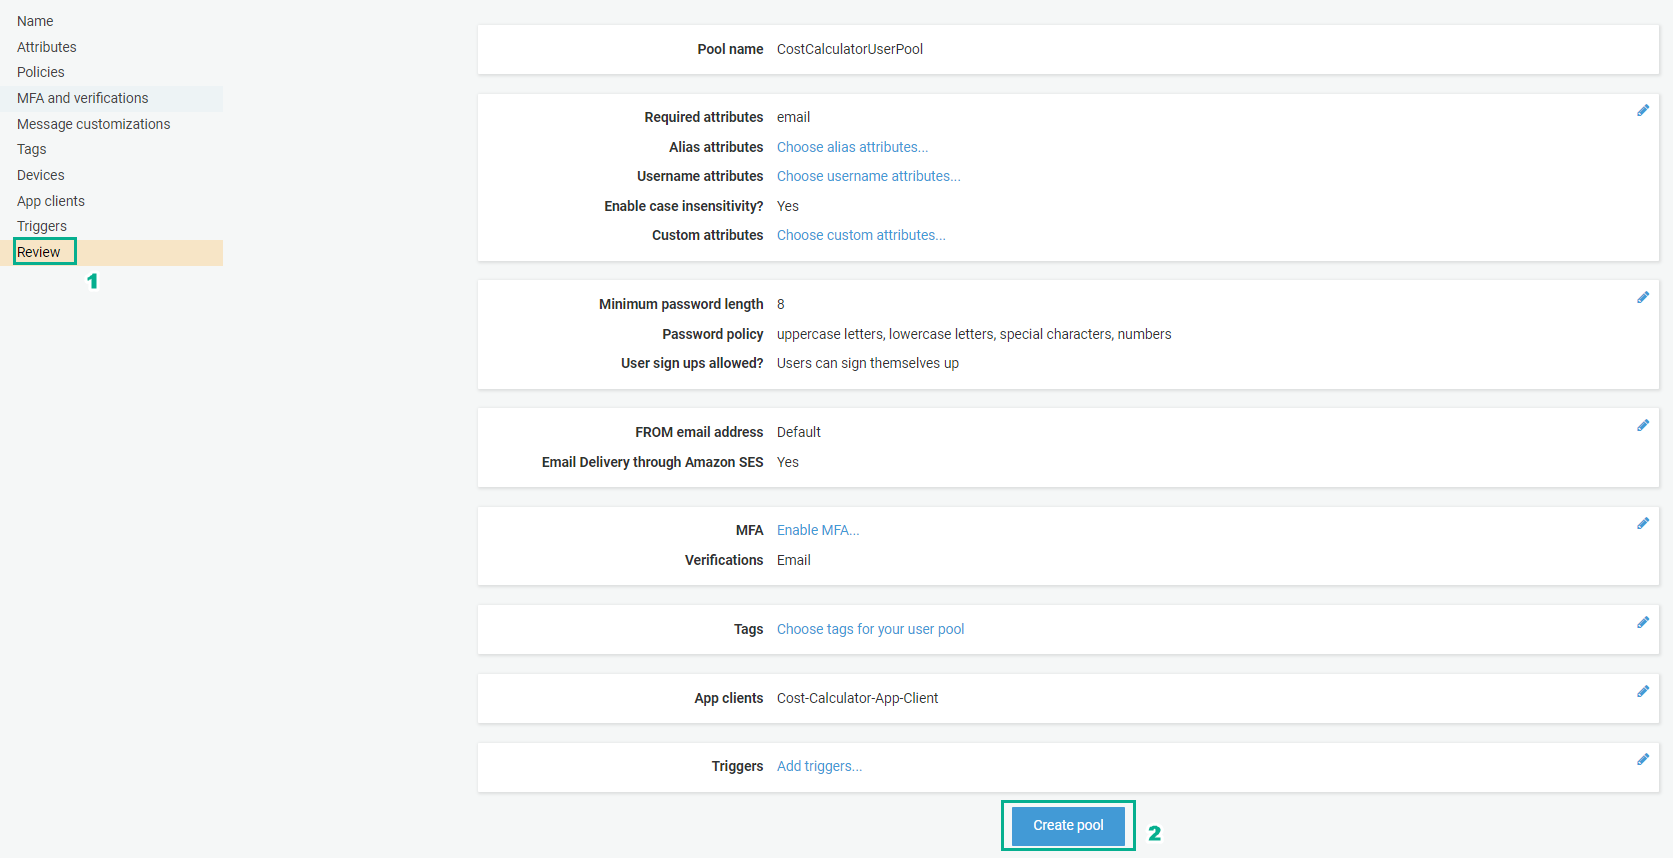 Name
Attributes
Policies
MFA and verifications
Message customizations
Tags
Devices
App clients
Triggers
Review
1
Pool name CostCalculatorUserPool
Required attributes email
Alias attributes Choose alias attributes...
Username attributes Choose username attributes...
Enable case insensitivity? Yes
Custom attributes Choose custom attributes...
Minimum password length 8
Password policy uppercase letters, lowercase letters, special characters, numbers
User sign ups allowed? Users can sign themselves up
FROM email address Default
Email Delivery through Amazon SES Yes
MFA Enable MFA...
Verifications Email
Tags Choose tags for your user pool
App clients Cost-Calculator-App-Client
Triggers Add triggers...
Create pool 2